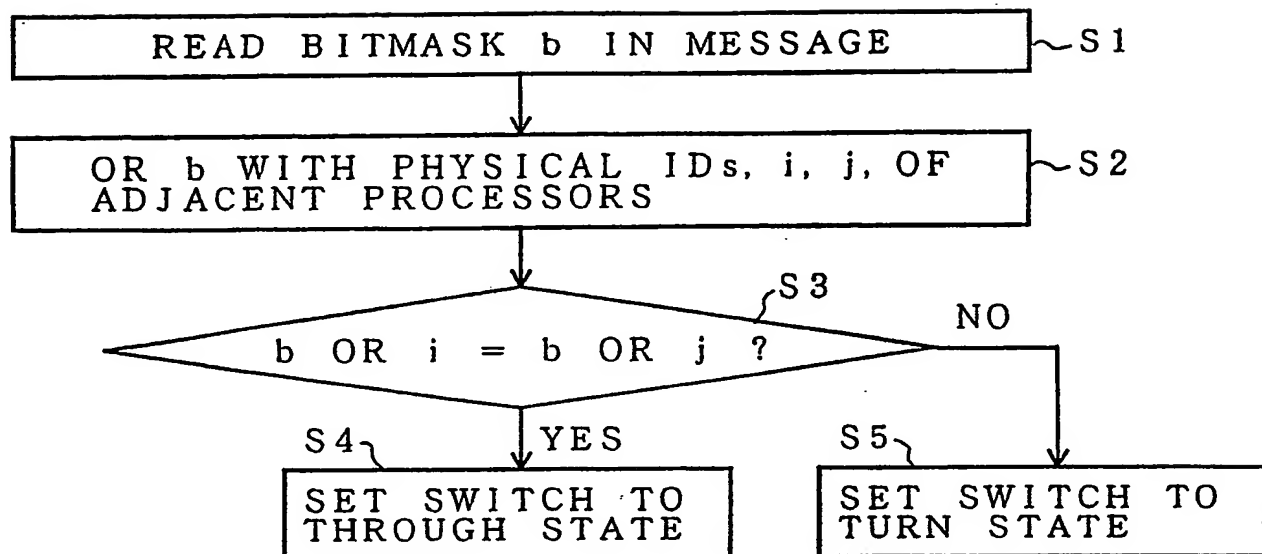 READ BITMASK b IN MESSAGE
S1
OR b WITH PHYSICAL IDs, i, j, OF
ADJACENT PROCESSORS
S2
S3
b OR i = b OR j ?
NO
YES
S4
SET SWITCH TO
THROUGH STATE
S5
SET SWITCH TO
TURN STATE